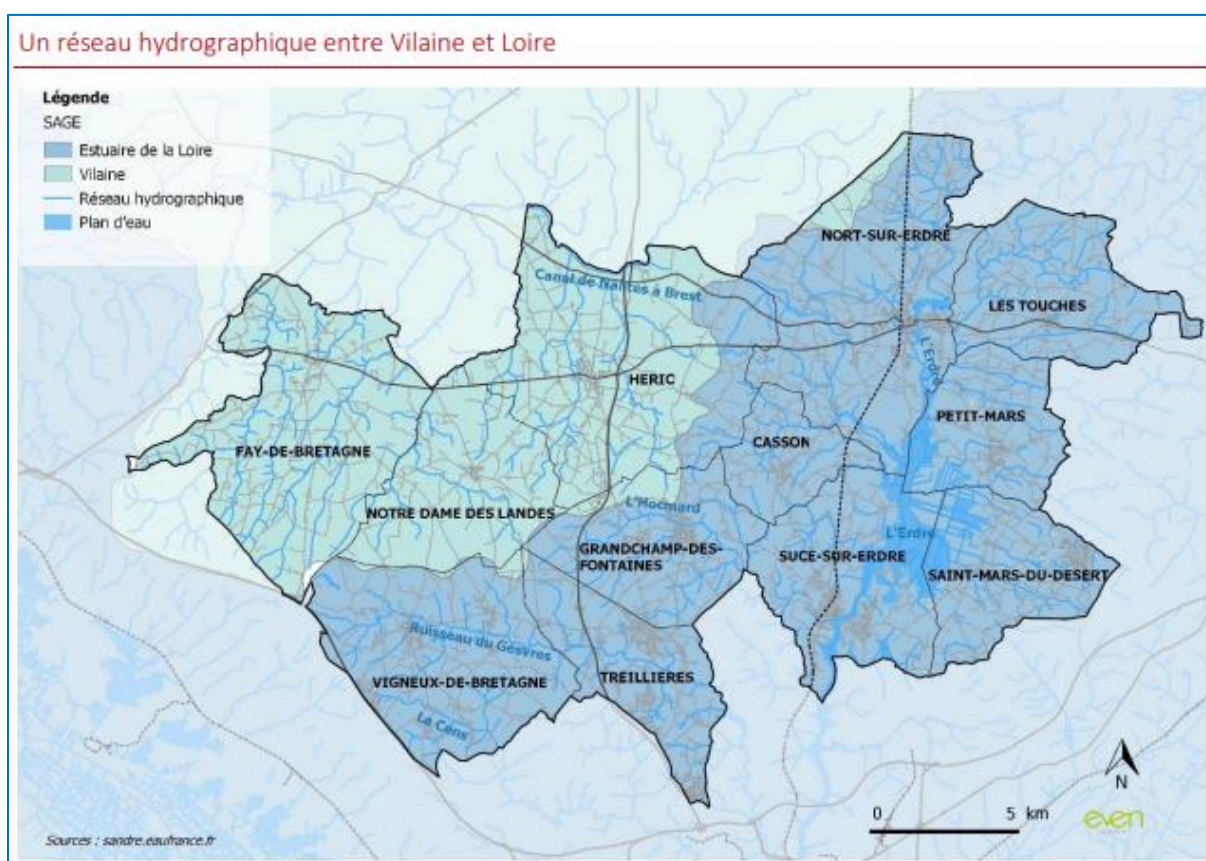 Un réseau hydrographique entre Vilaine et Loire
Légende
SAGE
Estuaire de la Loire
Vilaine
Réseau hydrographique
Plan d'eau
NORT-SUR-ERDRE
Canal de Nantes à Brest
LES TOUCHES
L'Erdre
HERIC
PETIT-MARS
CASSON
FAY-DE-BRETAGNE
NOTRE DAME DES LANDES
L'Hocmard
L'Erdre
GRANDCHAMP-DES-
FONTAINES
SUCE-SUR-ERDRE
SAINT-MARS-DU-DESERT
Ruisseau du Gesvres
VIGNEUX-DE-BRETAGNE
TREILLIERES
Le Cens
N
0 5 km
even
Sources : sandre.eaufrance.fr